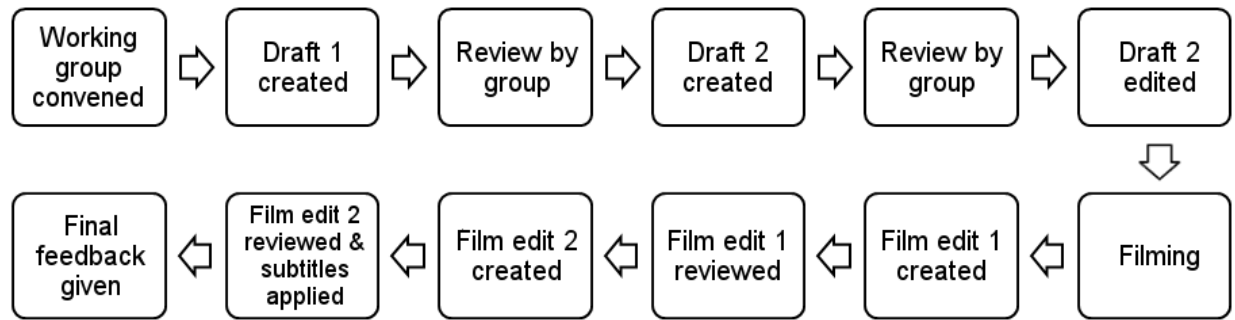 Working
group
convened
Draft 1
created
Review by
group
Draft 2
created
Review by
group
Draft 2
edited
Filming
Film edit 1
created
Film edit 1
reviewed
Film edit 2
created
Film edit 2
reviewed &
subtitles
applied
Final
feedback
given